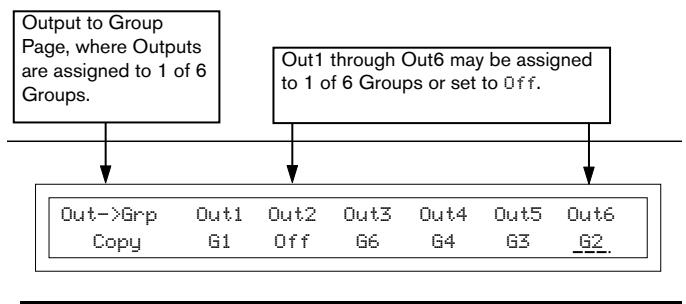 Output to Group
Page, where Outputs
are assigned to 1 of 6
Groups.
Out1 through Out6 may be assigned
to 1 of 6 Groups or set to Off.
Out->Grp Out1 Out2 Out3 Out4 Out5 Out6
Copy G1 Off G6 G4 G3 G2